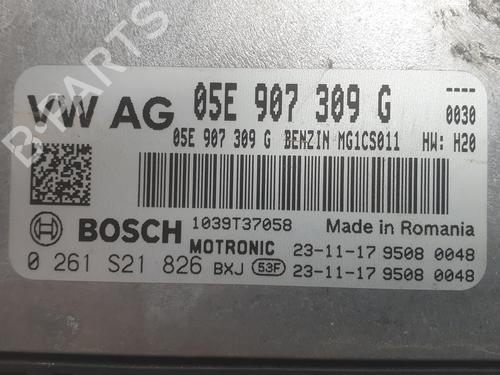 B-PARTS
VW AG 05E 907 309 G ----
0030
05E 907 309 G BENZIN MG1CS011 HW: H20
BOSCH 1039T37058 Made in Romania
MOTRONIC 23-11-17 9508 0048
0 261 S21 826 BXJ 53F 23-11-17 9508 0048